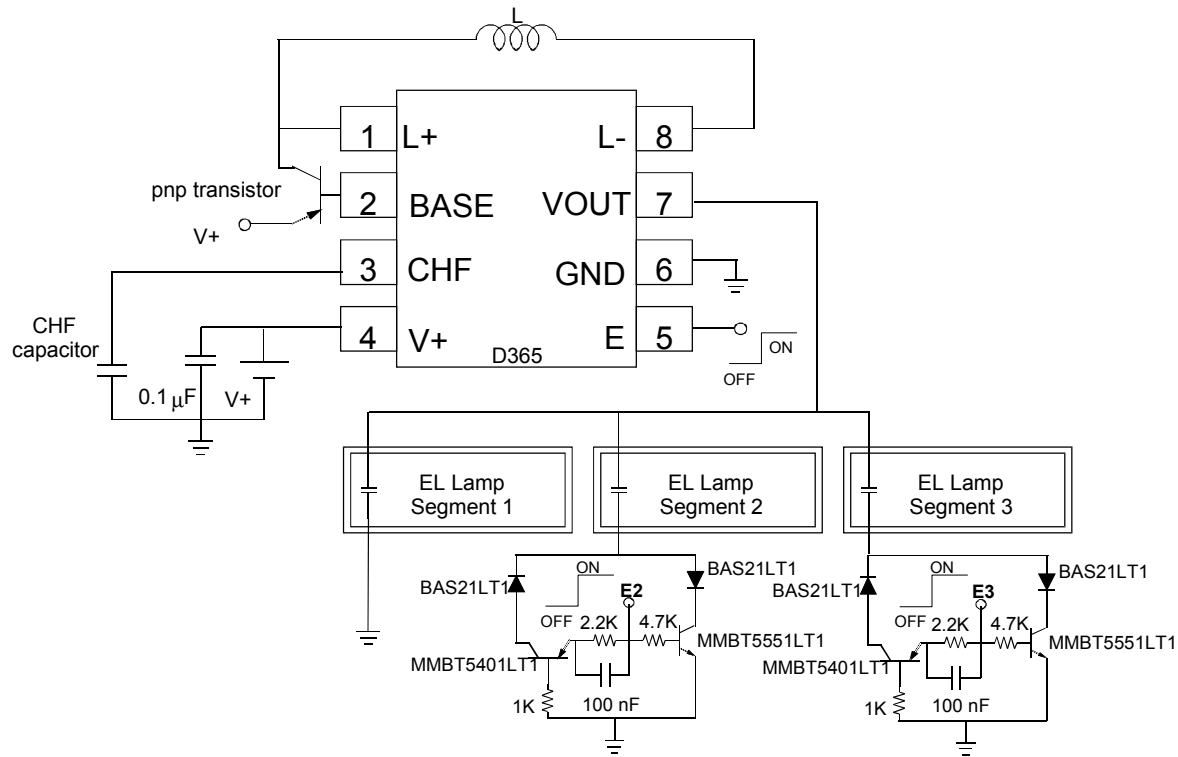 L
1
L+
L-
8
pnp transistor
2
BASE
VOUT
7
V+
3
CHF
GND
6
CHF
capacitor
4
V+
E
5
D365
ON
OFF
0.1 µF
V+
EL Lamp
Segment 1
EL Lamp
Segment 2
EL Lamp
Segment 3
BAS21LT1
ON
E2
OFF
2.2K
4.7K
BAS21LT1
MMBT5401LT1
MMBT5551LT1
1K
100 nF
BAS21LT1
ON
E3
OFF
2.2K
4.7K
BAS21LT1
MMBT5401LT1
MMBT5551LT1
1K
100 nF